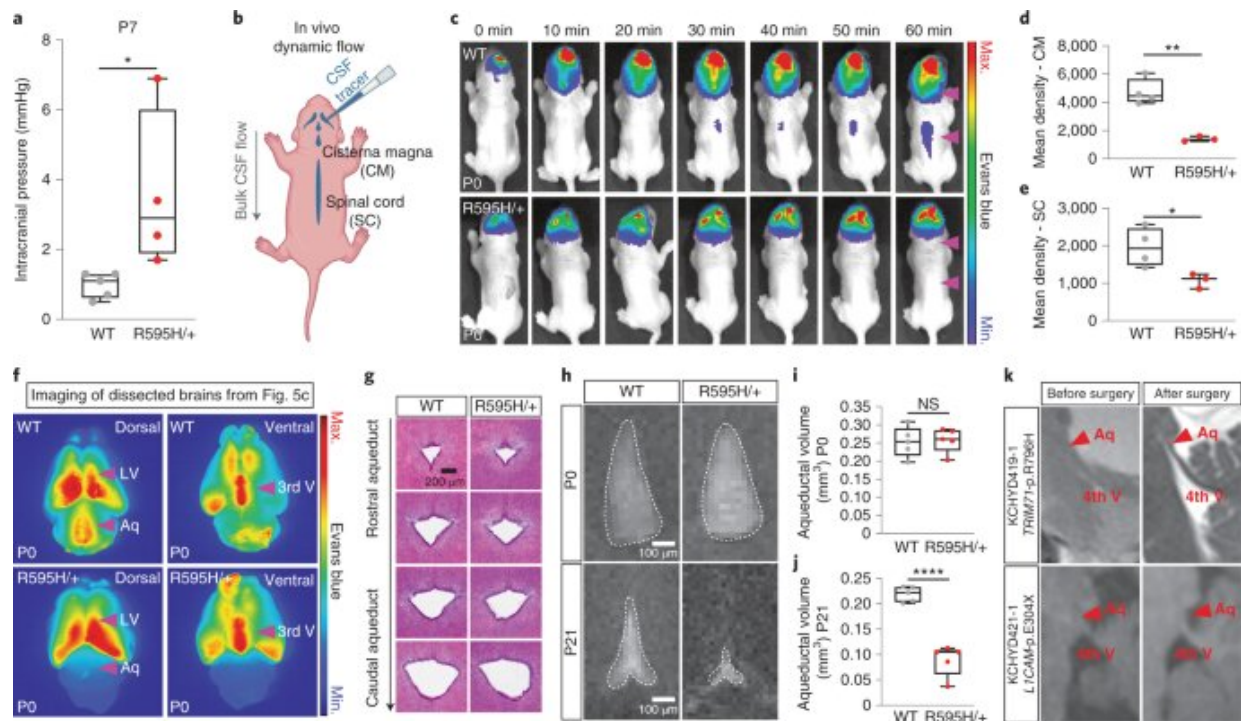 a
P7
Intracranial pressure (mmHg)
8
6
4
2
0
*
WT
R595H/+
b
In vivo
dynamic flow
CSF
tracer
Bulk CSF flow
Cisterna magna
(CM)
Spinal cord
(SC)
c
0 min
10 min
20 min
30 min
40 min
50 min
60 min
WT
P0
R595H/+
P0
Max.
Evans blue
Min.
d
Mean density - CM
8,000
6,000
4,000
2,000
0
**
WT
R595H/+
e
Mean density - SC
3,000
2,000
1,000
0
*
WT
R595H/+
f
Imaging of dissected brains from Fig. 5c
WT
Dorsal
LV
Aq
P0
WT
Ventral
3rd V
P0
R595H/+
Dorsal
LV
Aq
P0
R595H/+
Ventral
3rd V
P0
Max.
Evans blue
Min.
g
WT
R595H/+
Rostral aqueduct
Caudal aqueduct
200 µm
h
WT
R595H/+
P0
100 µm
P21
100 µm
i
Aqueductal volume
(mm³) P0
0.35
0.30
0.25
0.20
0.15
0.10
0.05
0
NS
WT
R595H/+
j
Aqueductal volume
(mm³) P21
0.25
0.20
0.15
0.10
0.05
0
****
WT
R595H/+
k
Before surgery
After surgery
KCHYD419-1
TRIM71-p.R796H
Aq
4th V
Aq
4th V
KCHYD421-1
L1CAM-p.E304X
Aq
4th V
Aq
4th V